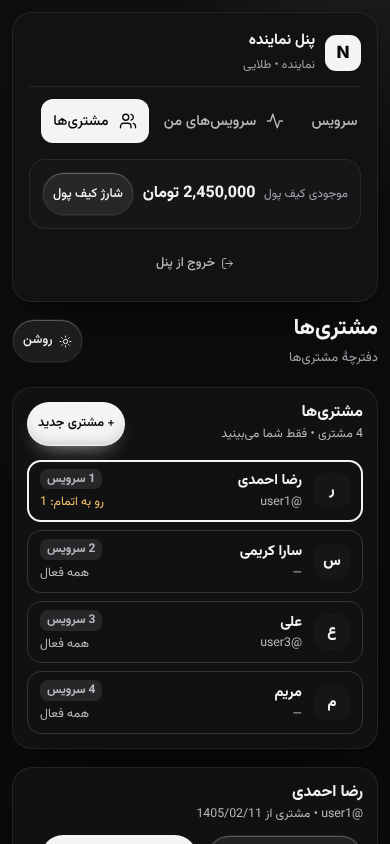 N
پنل نماینده
نماینده • طلایی
سرویس
سرویس‌های من
مشتری‌ها
موجودی کیف پول
2,450,000 تومان
شارژ کیف پول
خروج از پنل
مشتری‌ها
دفترچهٔ مشتری‌ها
روشن
مشتری‌ها
4 مشتری • فقط شما می‌بینید
+ مشتری جدید
ر
رضا احمدی
@user1
1 سرویس
رو به اتمام: 1
س
سارا کریمی
—
2 سرویس
همه فعال
ع
علی
@user3
3 سرویس
همه فعال
م
مریم
—
4 سرویس
همه فعال
رضا احمدی
@user1 • مشتری از 1405/02/11